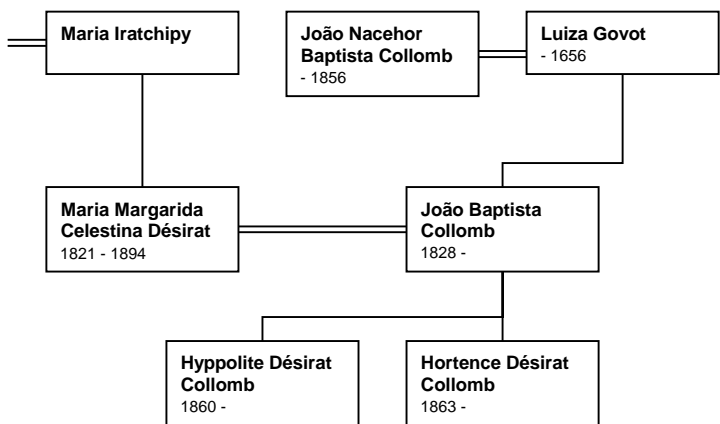 Maria Iratchipy
João Nacehor
Baptista Collomb
- 1856
Luiza Govot
- 1656
Maria Margarida
Celestina Désirat
1821 - 1894
João Baptista
Collomb
1828 -
Hyppolite Désirat
Collomb
1860 -
Hortence Désirat
Collomb
1863 -